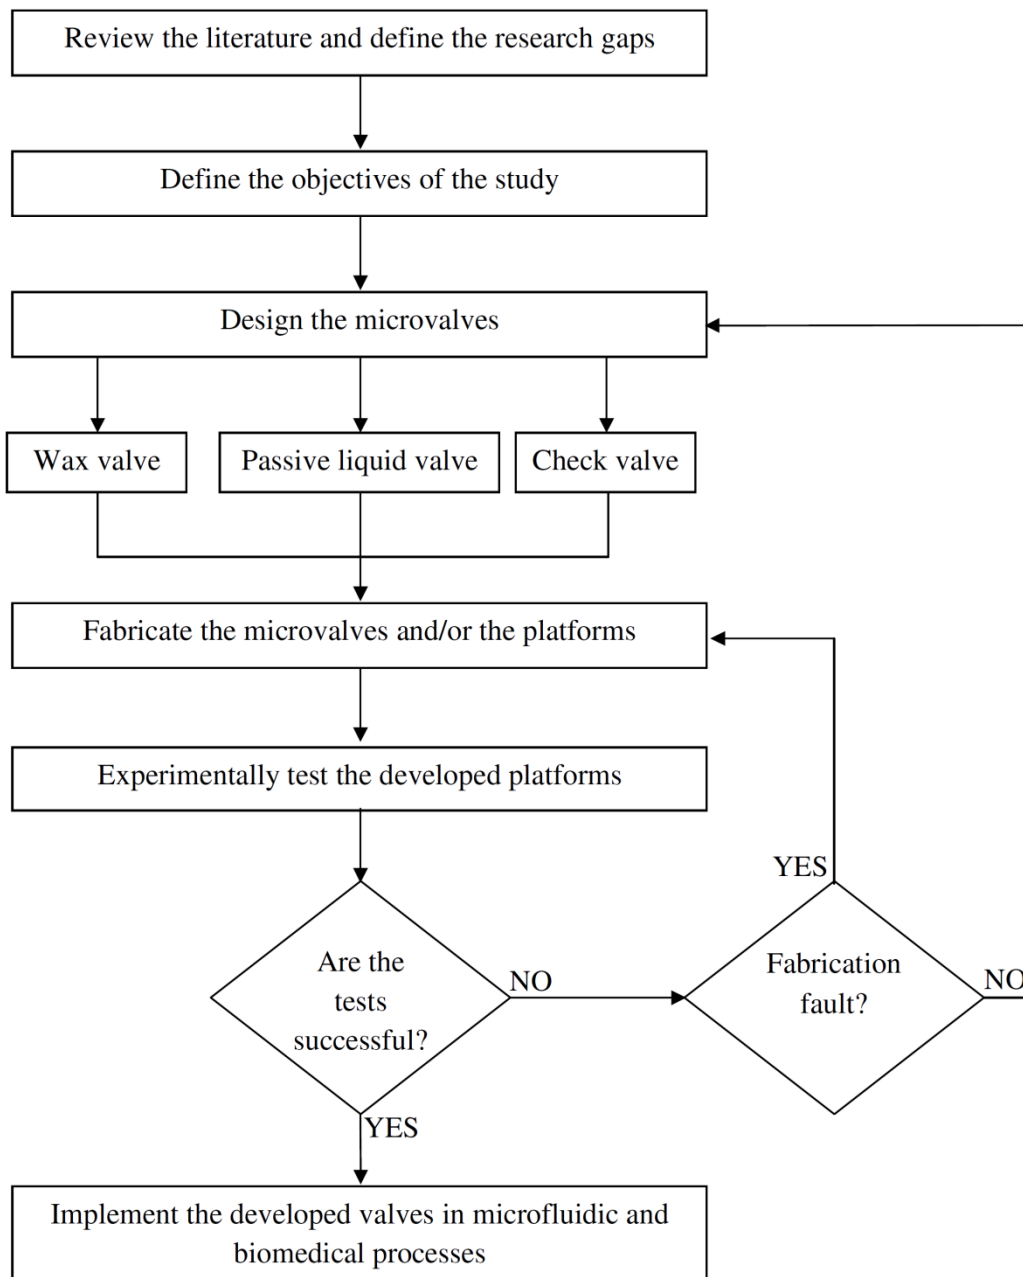 Review the literature and define the research gaps
Define the objectives of the study
Design the microvalves
Wax valve
Passive liquid valve
Check valve
Fabricate the microvalves and/or the platforms
Experimentally test the developed platforms
YES
Are the
tests
successful?
NO
Fabrication
fault?
NO
YES
Implement the developed valves in microfluidic and
biomedical processes